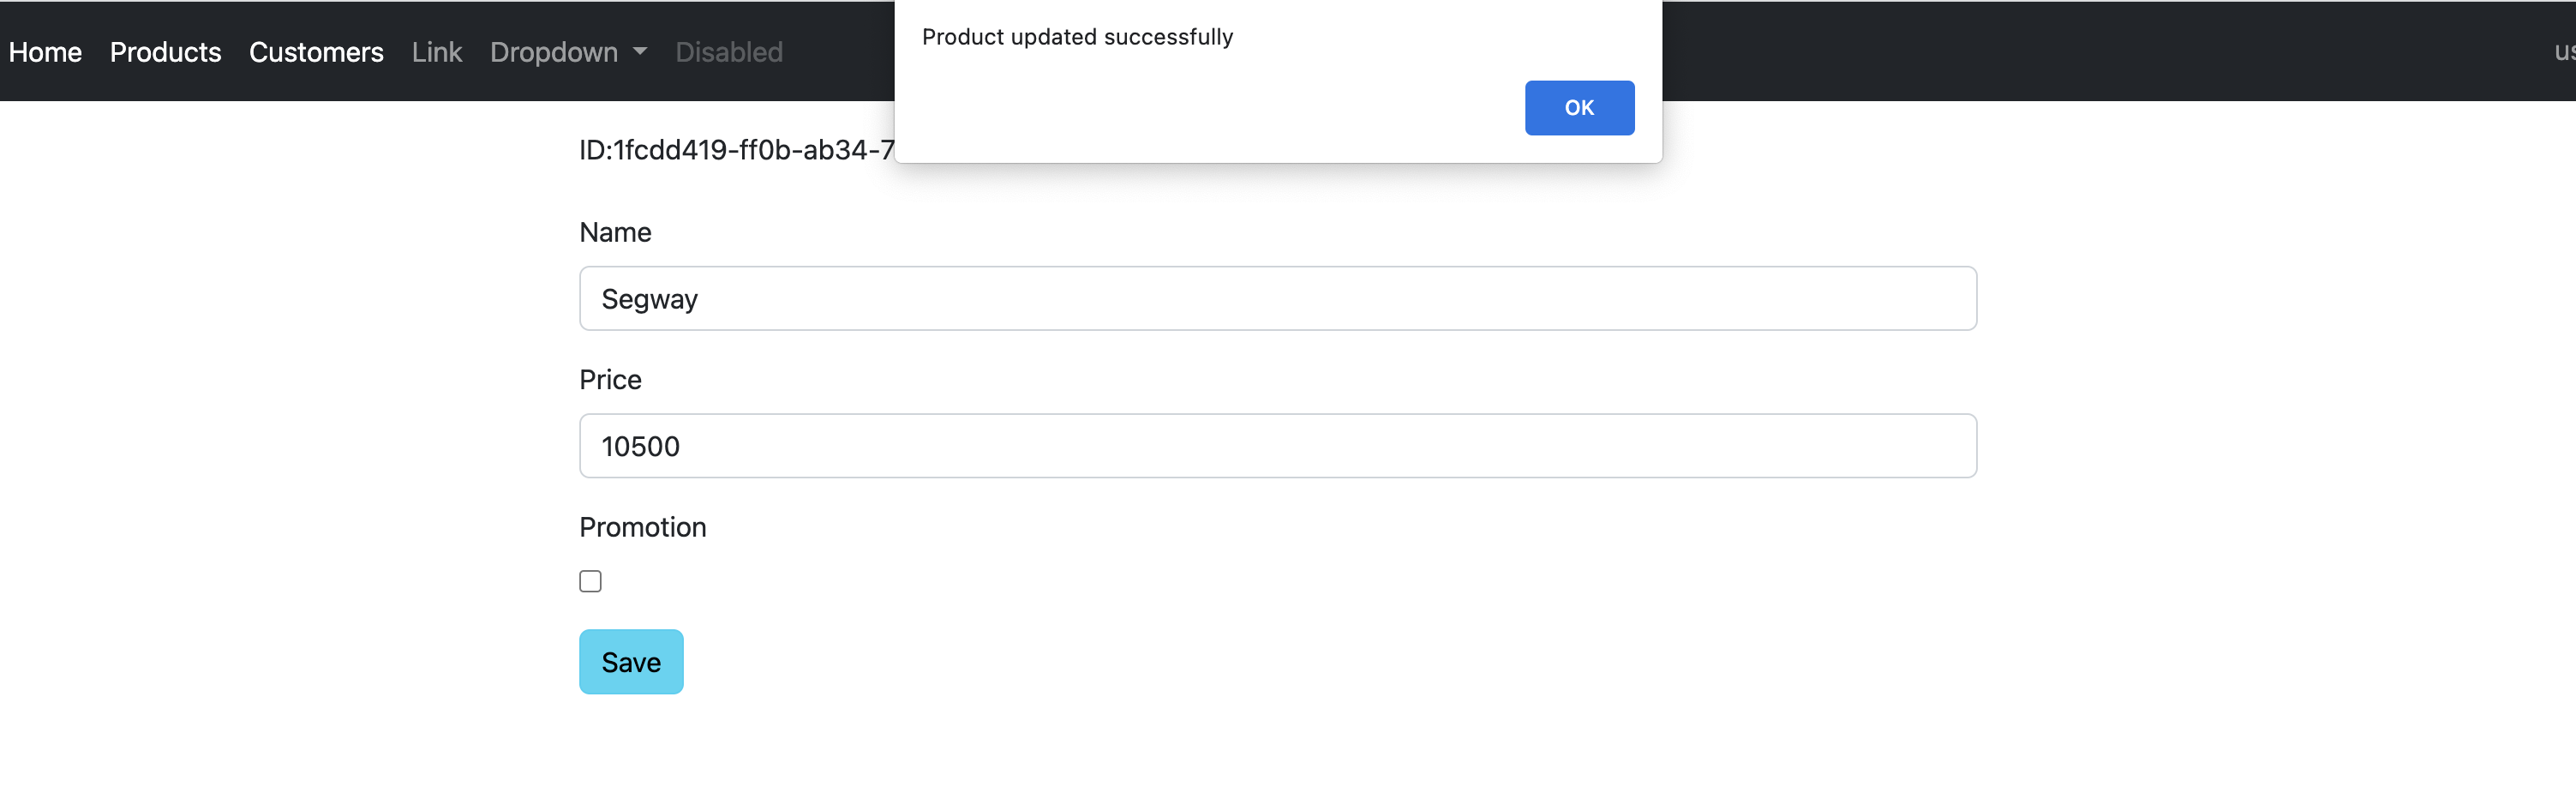 Home Products Customers Link Dropdown Disabled
Product updated successfully
OK
ID:1fcdd419-ff0b-ab34-7
Name
Segway
Price
10500
Promotion
Save